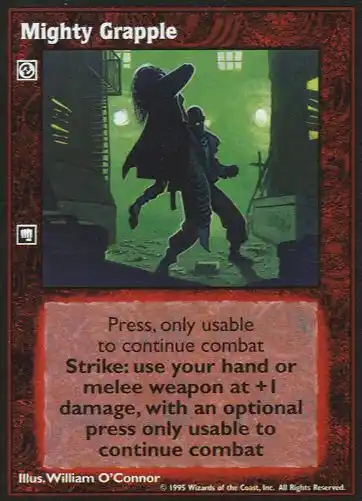 Mighty Grapple
Press, only usable
to continue combat
Strike: use your hand or
melee weapon at +1
damage, with an optional
press only usable to
continue combat
Illus. William O'Connor
© 1995 Wizards of the Coast, Inc. All Rights Reserved.